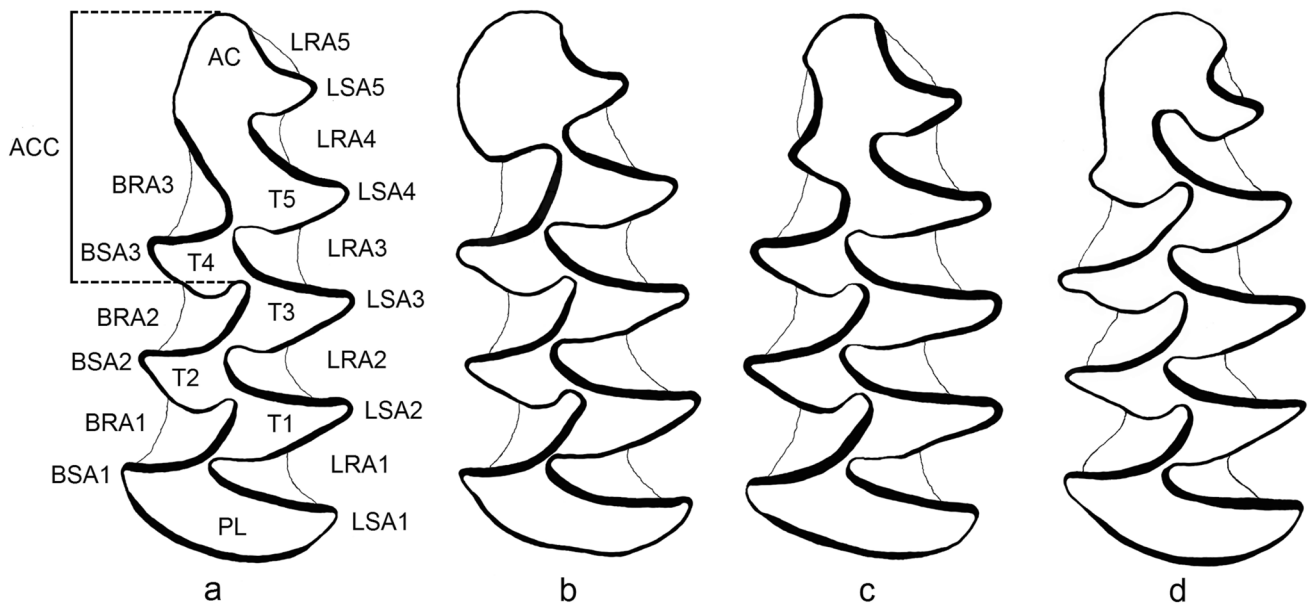 AC
LRA5
LSA5
ACC
LRA4
BRA3
T5
LSA4
BSA3
T4
LRA3
BRA2
T3
LSA3
BSA2
T2
LRA2
BRA1
T1
LSA2
BSA1
LRA1
PL
LSA1
a b c d